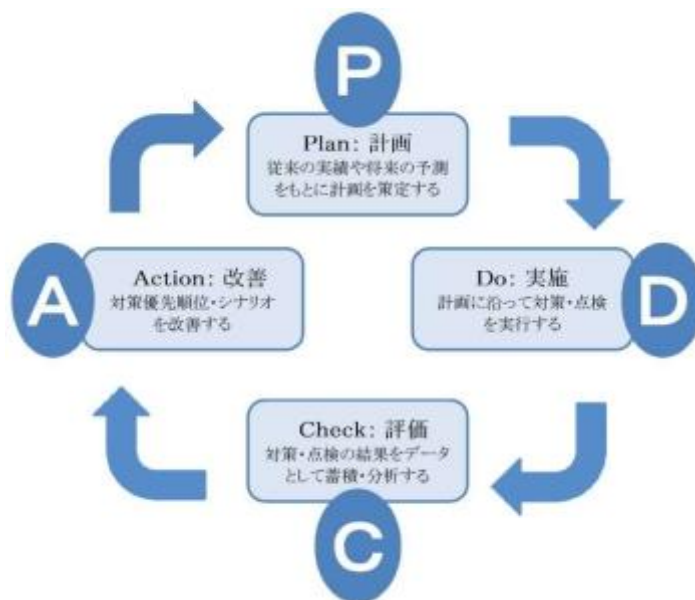 P
Plan: 計画
従来の実績や将来の予測
をもとに計画を策定する
D
Do: 実施
計画に沿って対策・点検
を実行する
Check: 評価
対策・点検の結果をデータ
として蓄積・分析する
C
A
Action: 改善
対策優先順位・シナリオ
を改善する